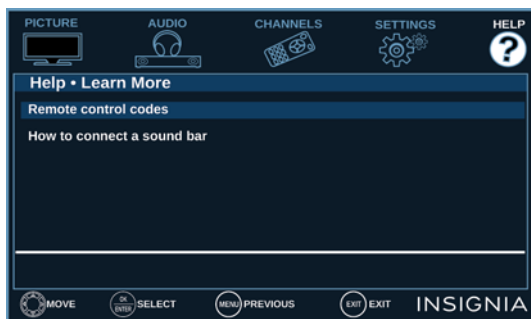 PICTURE AUDIO CHANNELS SETTINGS HELP
?
Help • Learn More
Remote control codes
How to connect a sound bar
MOVE OK ENTER SELECT MENU PREVIOUS EXIT EXIT INSIGNIA